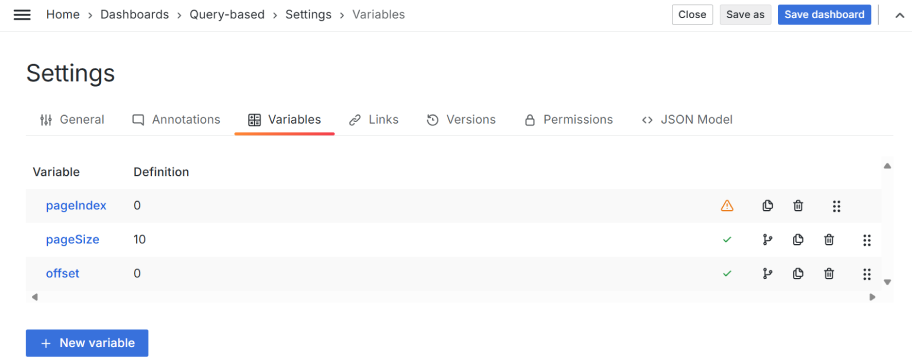 Home > Dashboards > Query-based > Settings > Variables Close Save as Save dashboard
Settings
General Annotations Variables Links Versions Permissions JSON Model
Variable Definition
pageIndex 0
pageSize 10
offset 0
+ New variable